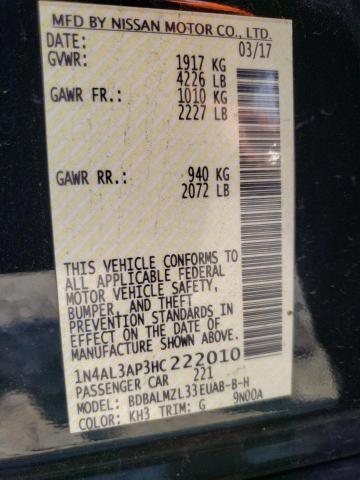 MFD BY NISSAN MOTOR CO., LTD.
DATE: 03/17
GVWR: 1917 KG
4226 LB
GAWR FR.: 1010 KG
2227 LB
GAWR RR.: 940 KG
2072 LB
THIS VEHICLE CONFORMS TO
ALL APPLICABLE FEDERAL
MOTOR VEHICLE SAFETY,
BUMPER, AND THEFT
PREVENTION STANDARDS IN
EFFECT ON THE DATE OF
MANUFACTURE SHOWN ABOVE.
1N4AL3AP3HC222010
PASSENGER CAR 221
MODEL: BDBALMZL33EUAB-B-H
COLOR: KH3 TRIM: G 9N00A